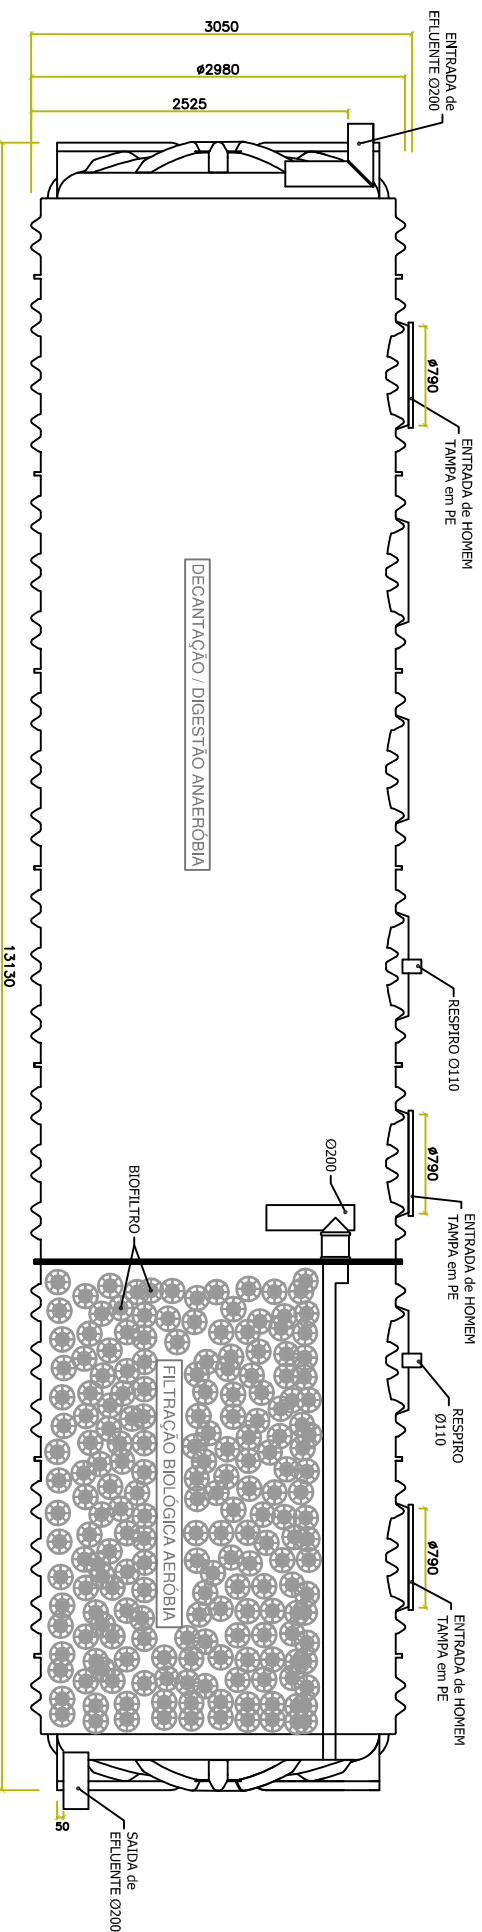 3050
ø2980
2525
ENTRADA de
EFLUENTE Ø200
ø790
ENTRADA de HOMEM
TAMPA em PE
DECANTAÇÃO / DIGESTÃO ANAERÓBIA
13130
RESPIRO Ø110
ø790
ENTRADA de HOMEM
TAMPA em PE
Ø200
BIOFILTRO
RESPIRO
Ø110
FILTRAÇÃO BIOLÓGICA AERÓBIA
ø790
ENTRADA de HOMEM
TAMPA em PE
50
SAIDA de
EFLUENTE Ø200